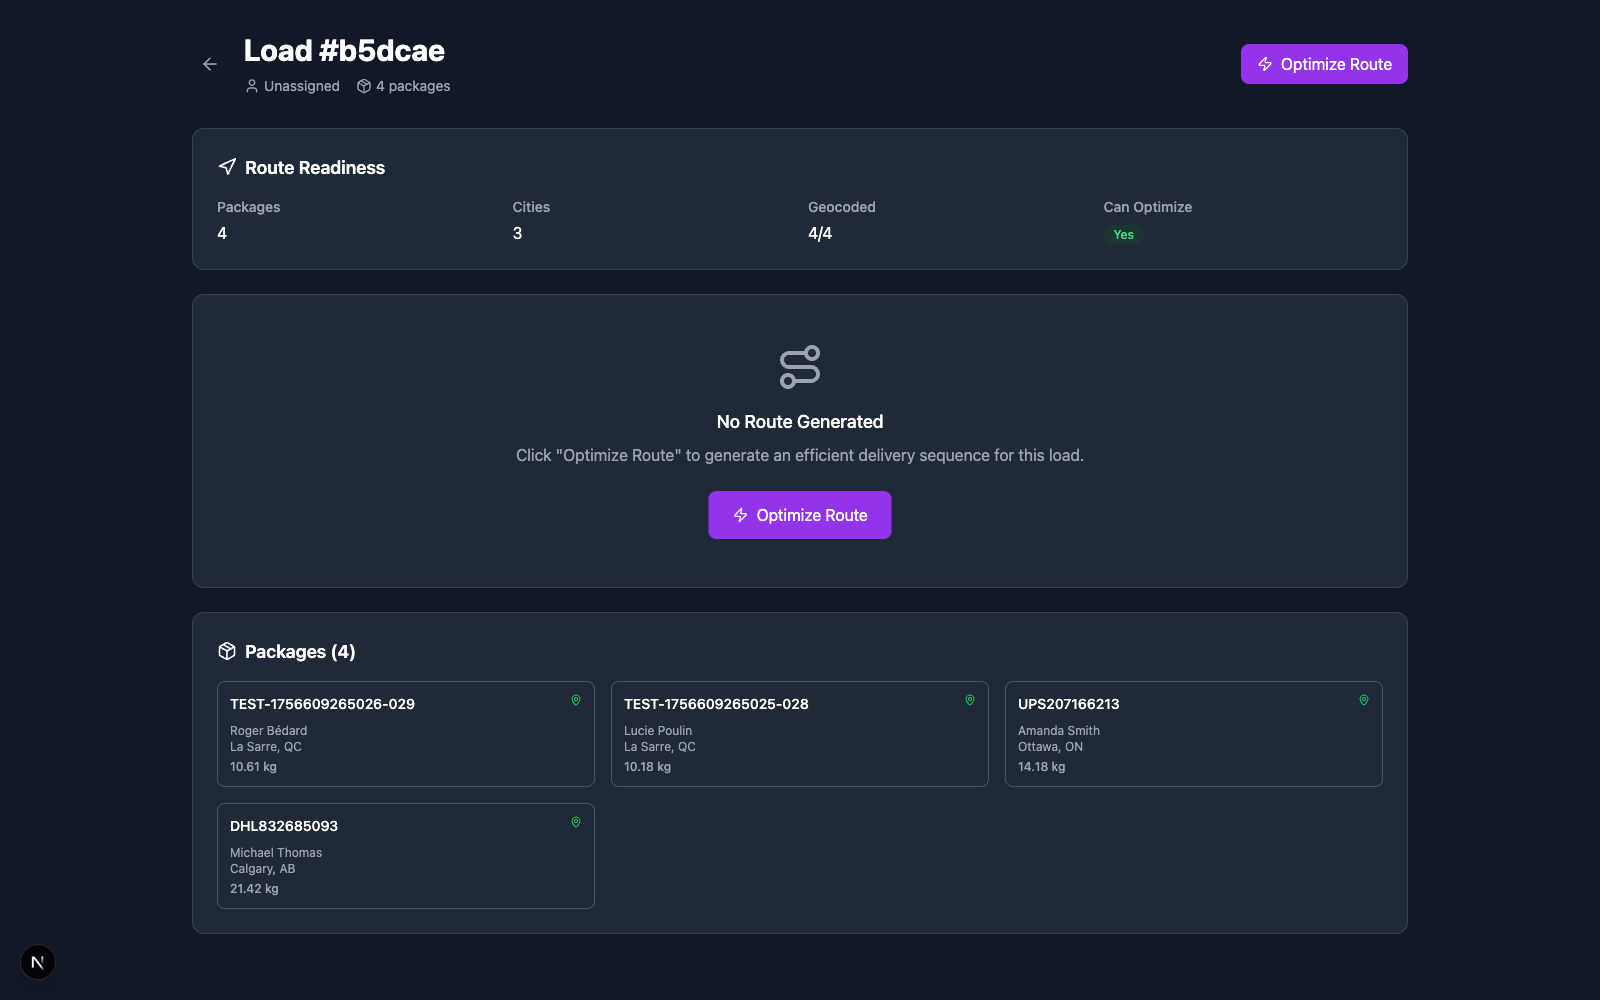 Load #b5dcae
Unassigned 4 packages
Optimize Route
Route Readiness
Packages
4
Cities
3
Geocoded
4/4
Can Optimize
Yes
No Route Generated
Click "Optimize Route" to generate an efficient delivery sequence for this load.
Optimize Route
Packages (4)
TEST-1756609265026-029
Roger Bédard
La Sarre, QC
10.61 kg
TEST-1756609265025-028
Lucie Poulin
La Sarre, QC
10.18 kg
UPS207166213
Amanda Smith
Ottawa, ON
14.18 kg
DHL832685093
Michael Thomas
Calgary, AB
21.42 kg
N